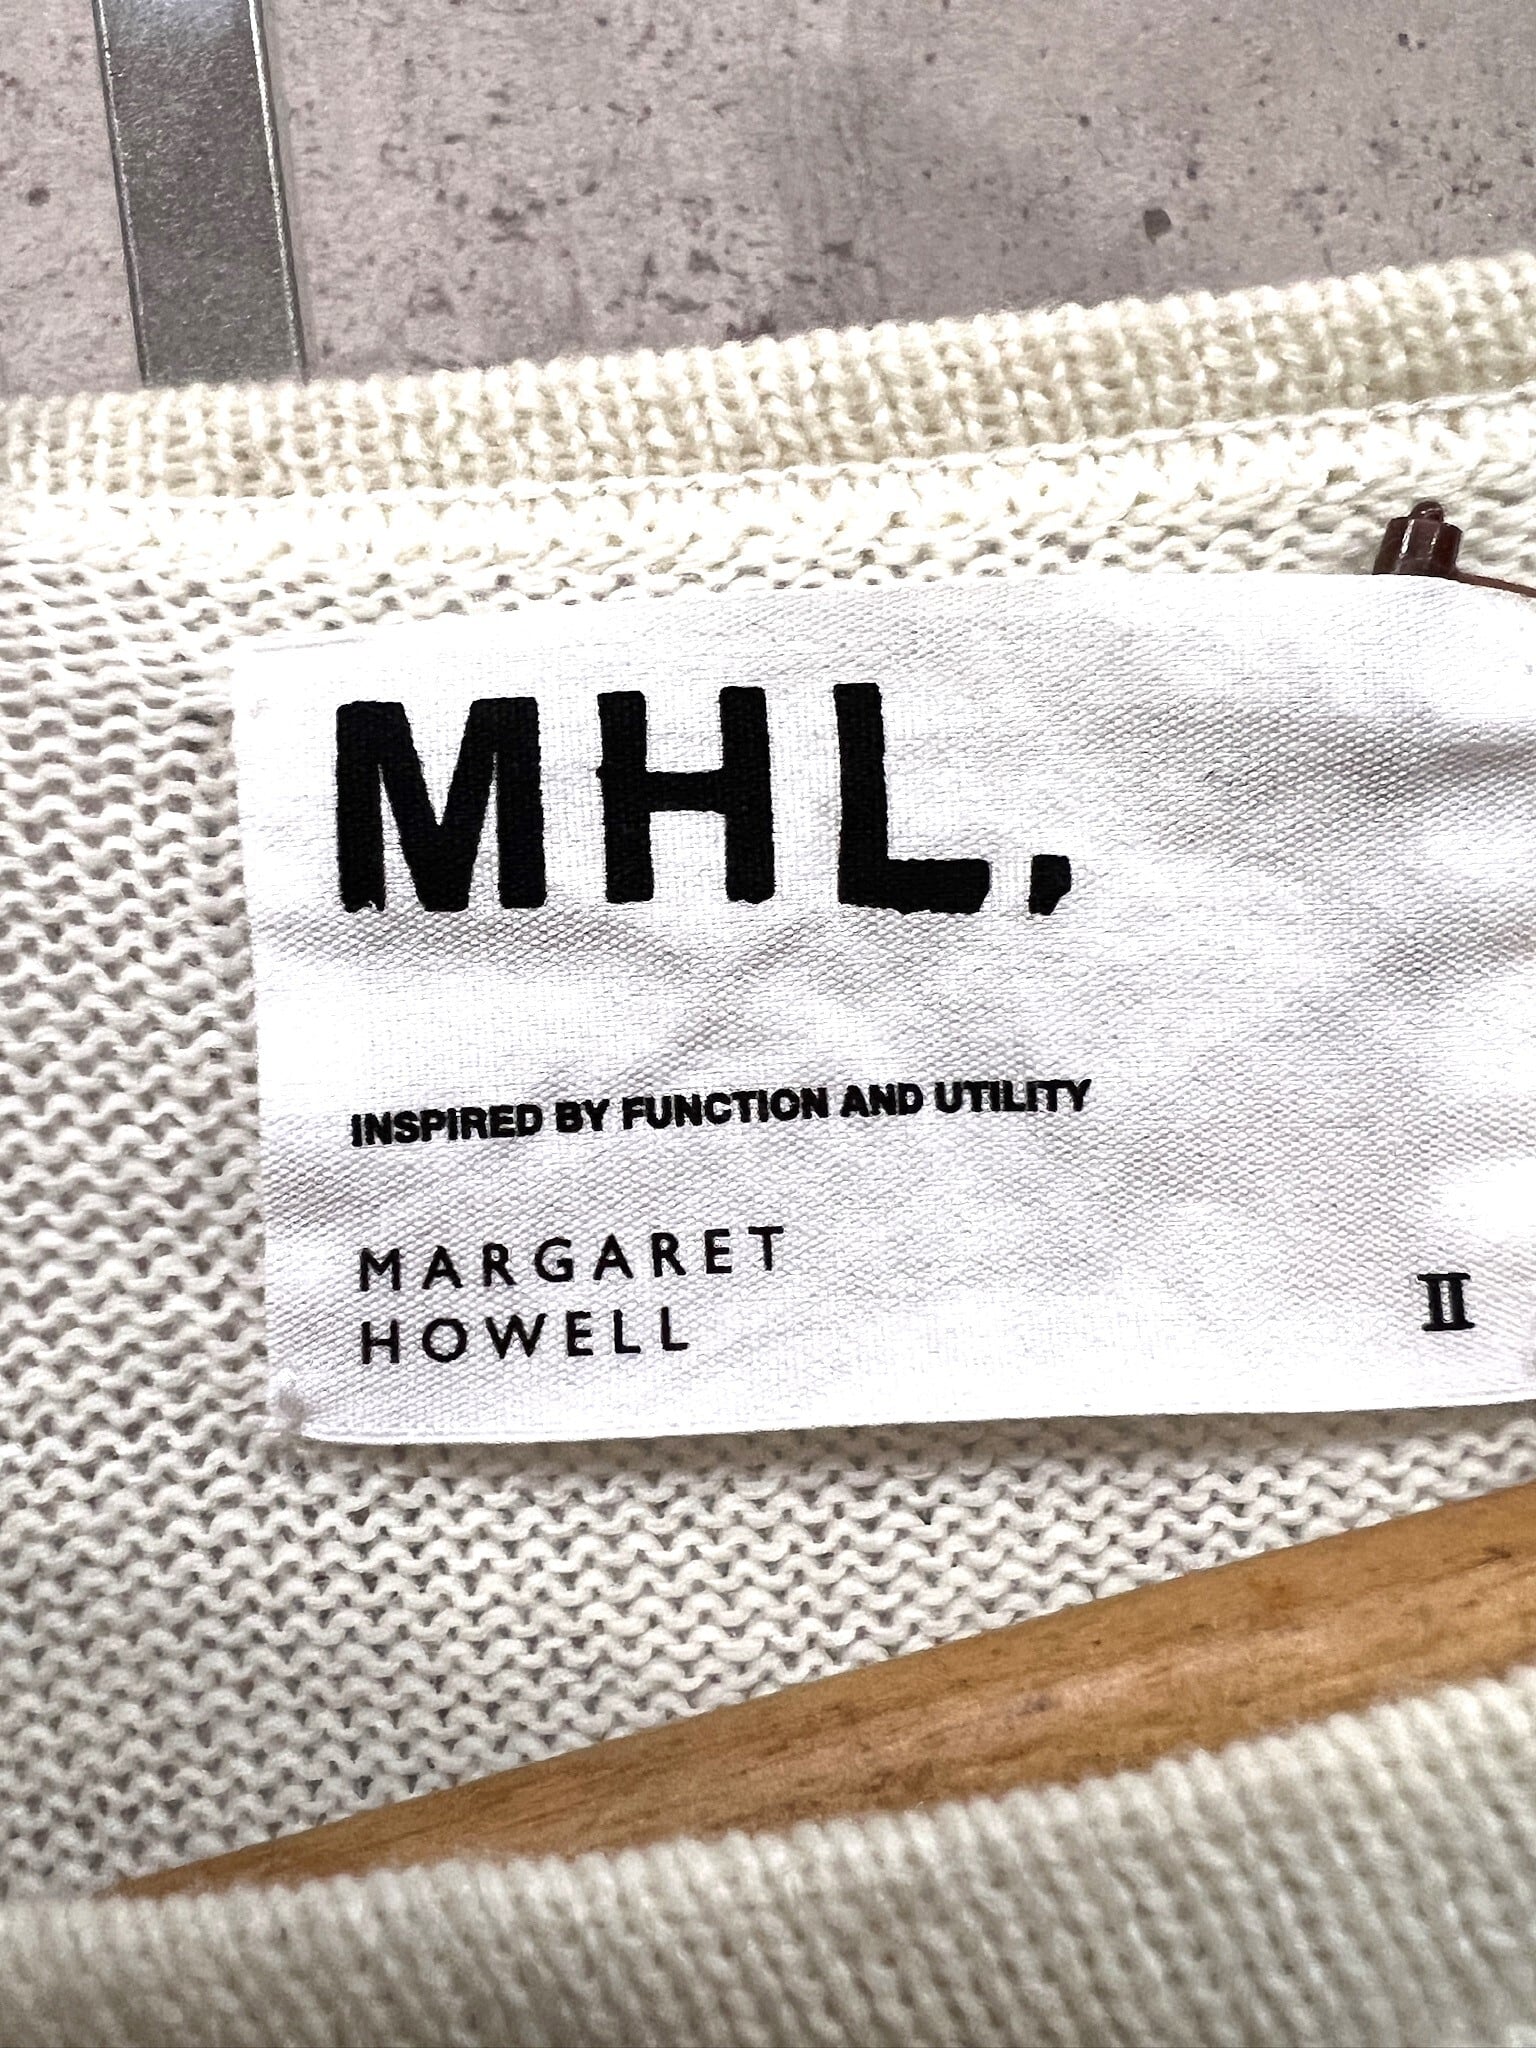 MHL.
INSPIRED BY FUNCTION AND UTILITY
MARGARET
HOWELL
II